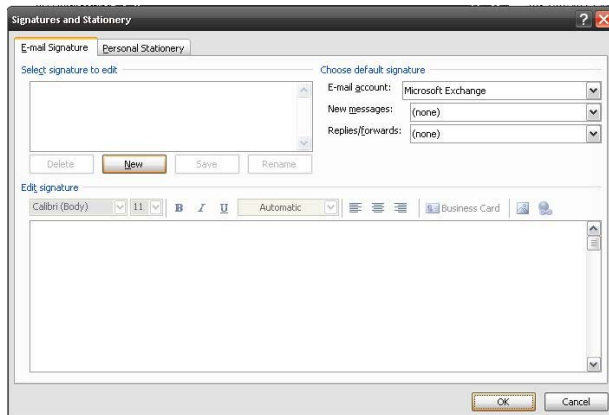 Signatures and Stationery
E-mail Signature Personal Stationery
Select signature to edit
Choose default signature
E-mail account: Microsoft Exchange
New messages: (none)
Replies/forwards: (none)
Delete New Save Rename
Edit signature
Calibri (Body) 11 B I U Automatic Business Card
OK Cancel